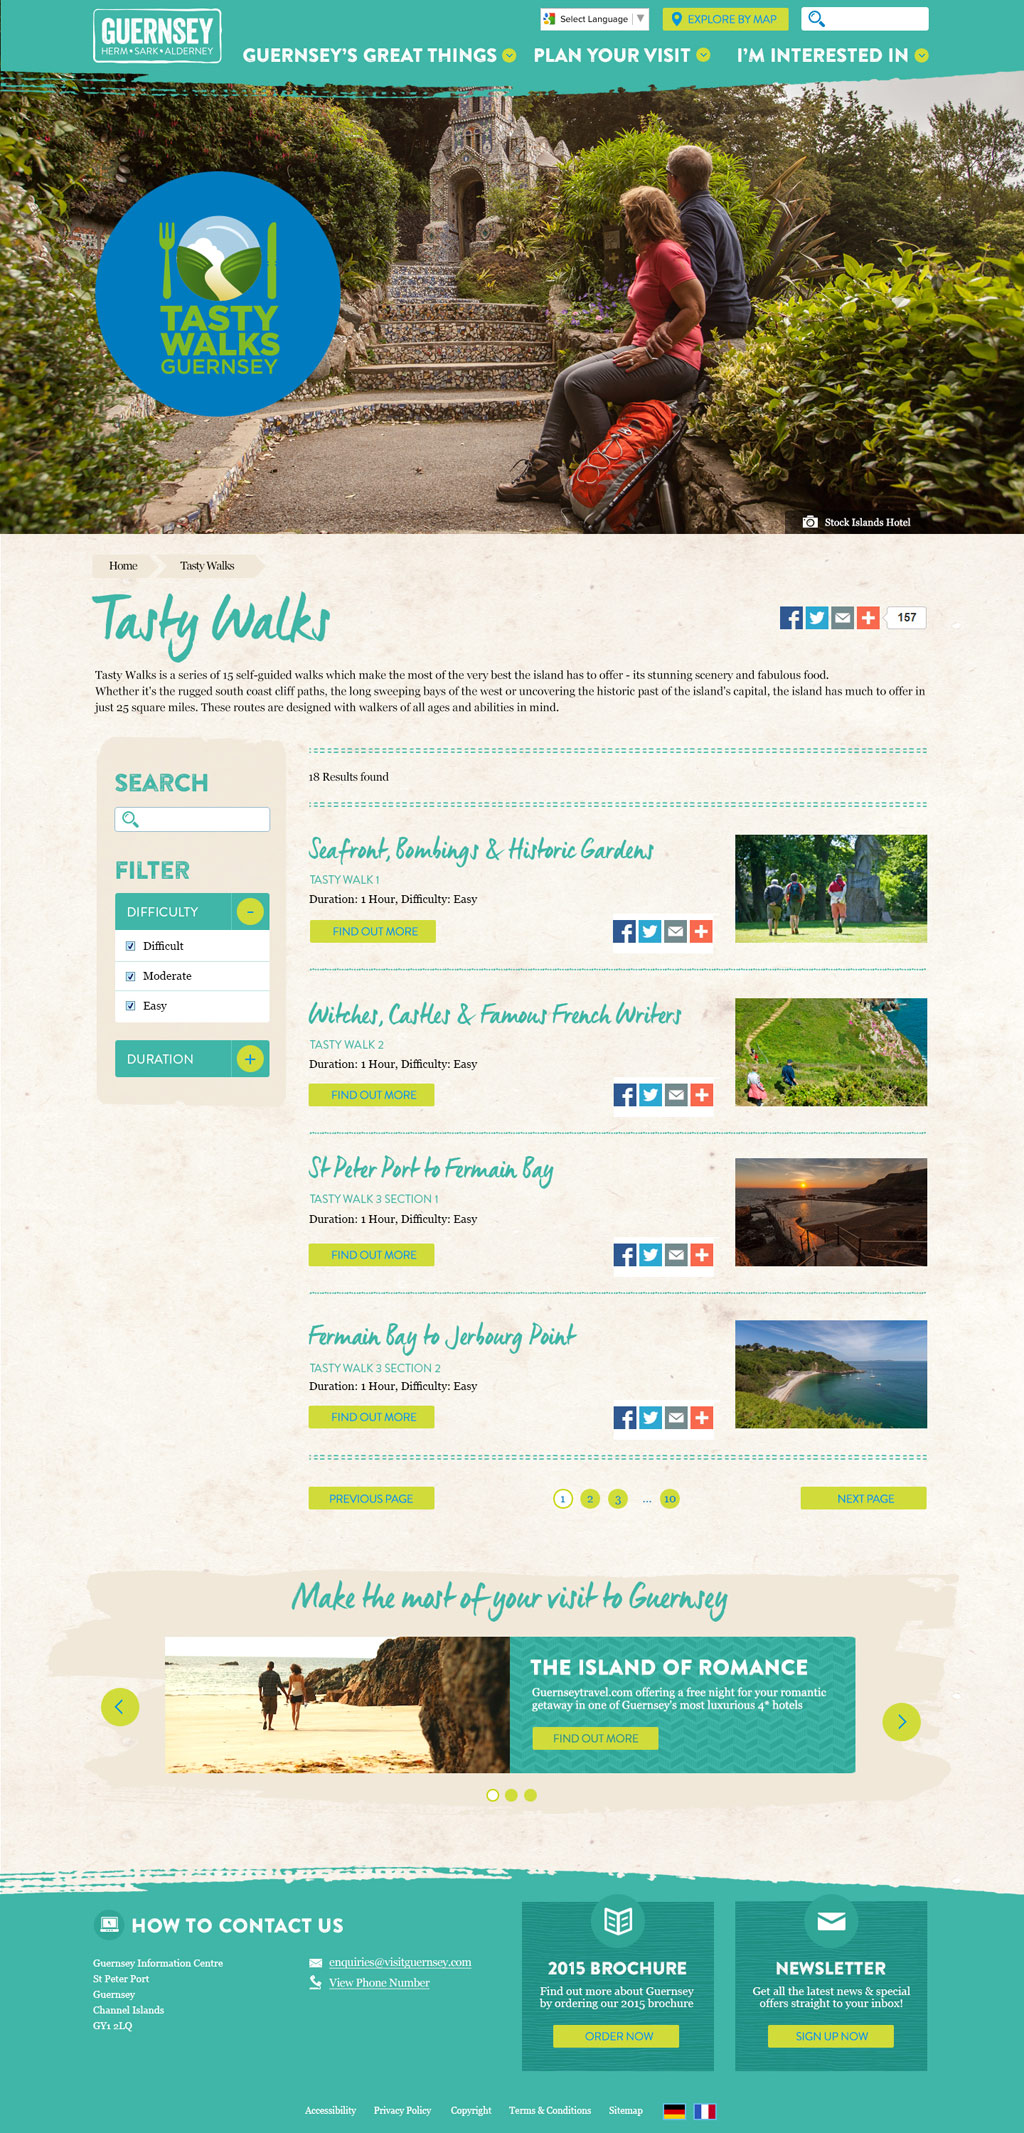 GUERNSEY
HERM • SARK • ALDERNEY
Select Language
EXPLORE BY MAP
GUERNSEY'S GREAT THINGS
PLAN YOUR VISIT
I'M INTERESTED IN
TASTY
WALKS
GUERNSEY
Stock Islands Hotel
Home
Tasty Walks
Tasty Walks
157
Tasty Walks is a series of 15 self-guided walks which make the most of the very best the island has to offer - its stunning scenery and fabulous food.
Whether it's the rugged south coast cliff paths, the long sweeping bays of the west or uncovering the historic past of the island's capital, the island has much to offer in
just 25 square miles. These routes are designed with walkers of all ages and abilities in mind.
SEARCH
FILTER
DIFFICULTY -
Difficult
Moderate
Easy
DURATION +
18 Results found
Seafront, Bombings & Historic Gardens
TASTY WALK 1
Duration: 1 Hour, Difficulty: Easy
FIND OUT MORE
Witches, Castles & Famous French Writers
TASTY WALK 2
Duration: 1 Hour, Difficulty: Easy
FIND OUT MORE
St Peter Port to Fermain Bay
TASTY WALK 3 SECTION 1
Duration: 1 Hour, Difficulty: Easy
FIND OUT MORE
Fermain Bay to Jerbourg Point
TASTY WALK 3 SECTION 2
Duration: 1 Hour, Difficulty: Easy
FIND OUT MORE
PREVIOUS PAGE
1 2 3 ... 10
NEXT PAGE
Make the most of your visit to Guernsey
THE ISLAND OF ROMANCE
Guernseytravel.com offering a free night for your romantic
getaway in one of Guernsey's most luxurious 4* hotels
FIND OUT MORE
HOW TO CONTACT US
Guernsey Information Centre
St Peter Port
Guernsey
Channel Islands
GY1 2LQ
enquiries@visitguernsey.com
View Phone Number
2015 BROCHURE
Find out more about Guernsey
by ordering our 2015 brochure
ORDER NOW
NEWSLETTER
Get all the latest news & special
offers straight to your inbox!
SIGN UP NOW
Accessibility
Privacy Policy
Copyright
Terms & Conditions
Sitemap